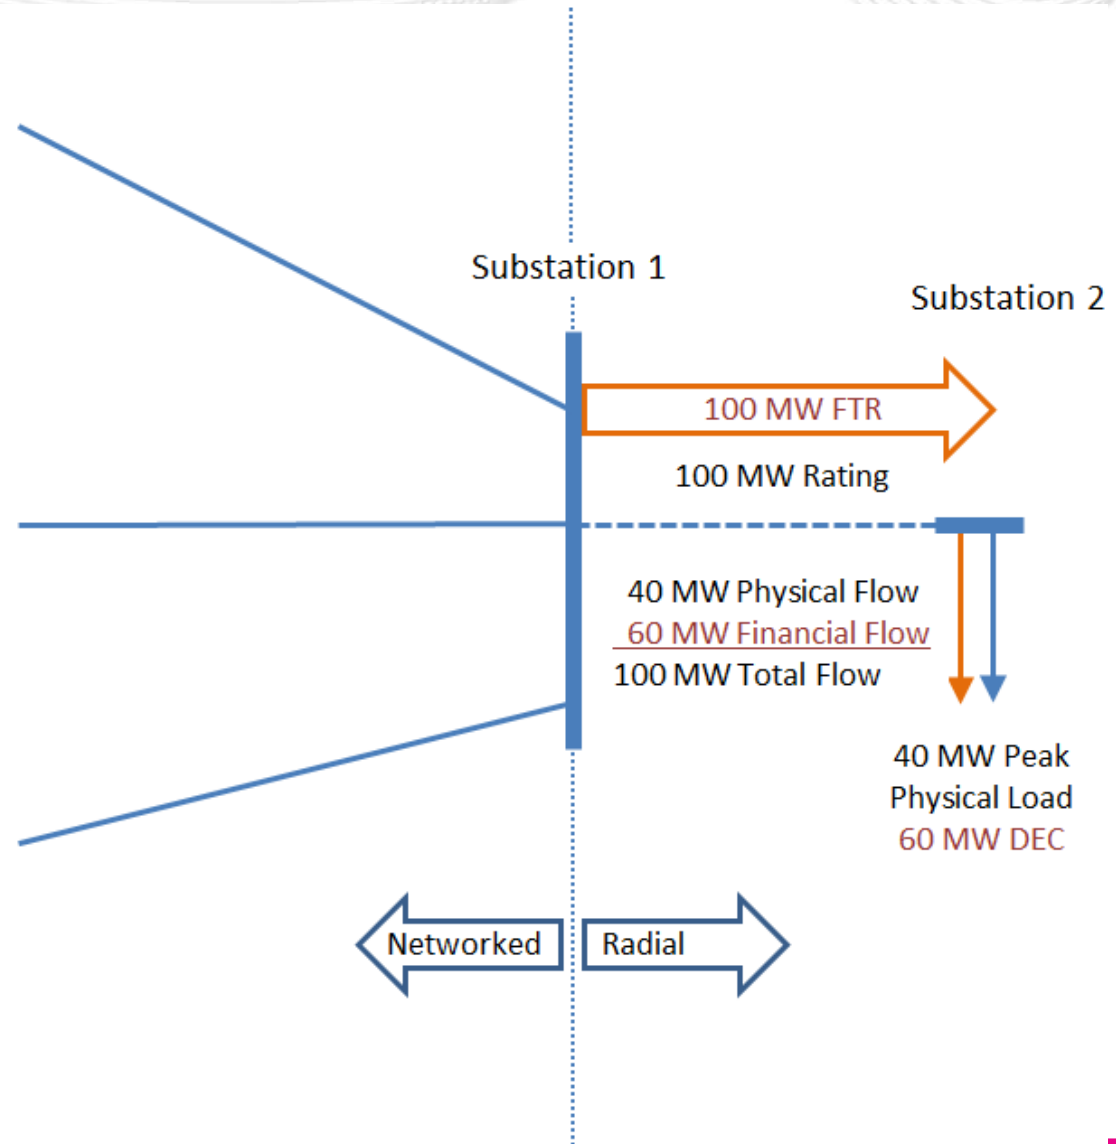 Substation 1
Substation 2
100 MW FTR
100 MW Rating
40 MW Physical Flow
60 MW Financial Flow
100 MW Total Flow
40 MW Peak
Physical Load
60 MW DEC
Networked
Radial